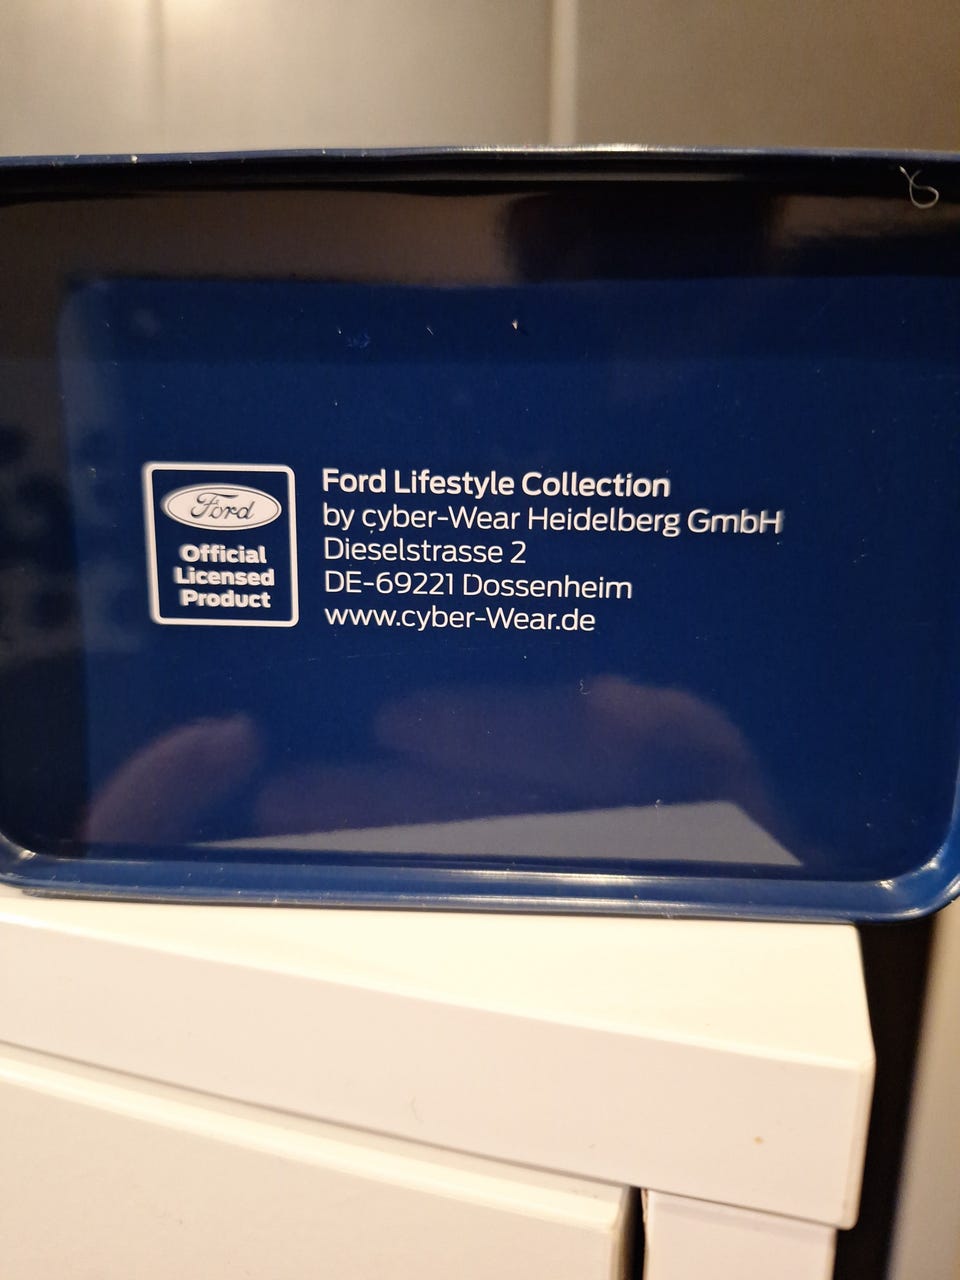 Ford
Official
Licensed
Product
Ford Lifestyle Collection
by cyber-Wear Heidelberg GmbH
Dieselstrasse 2
DE-69221 Dossenheim
www.cyber-Wear.de